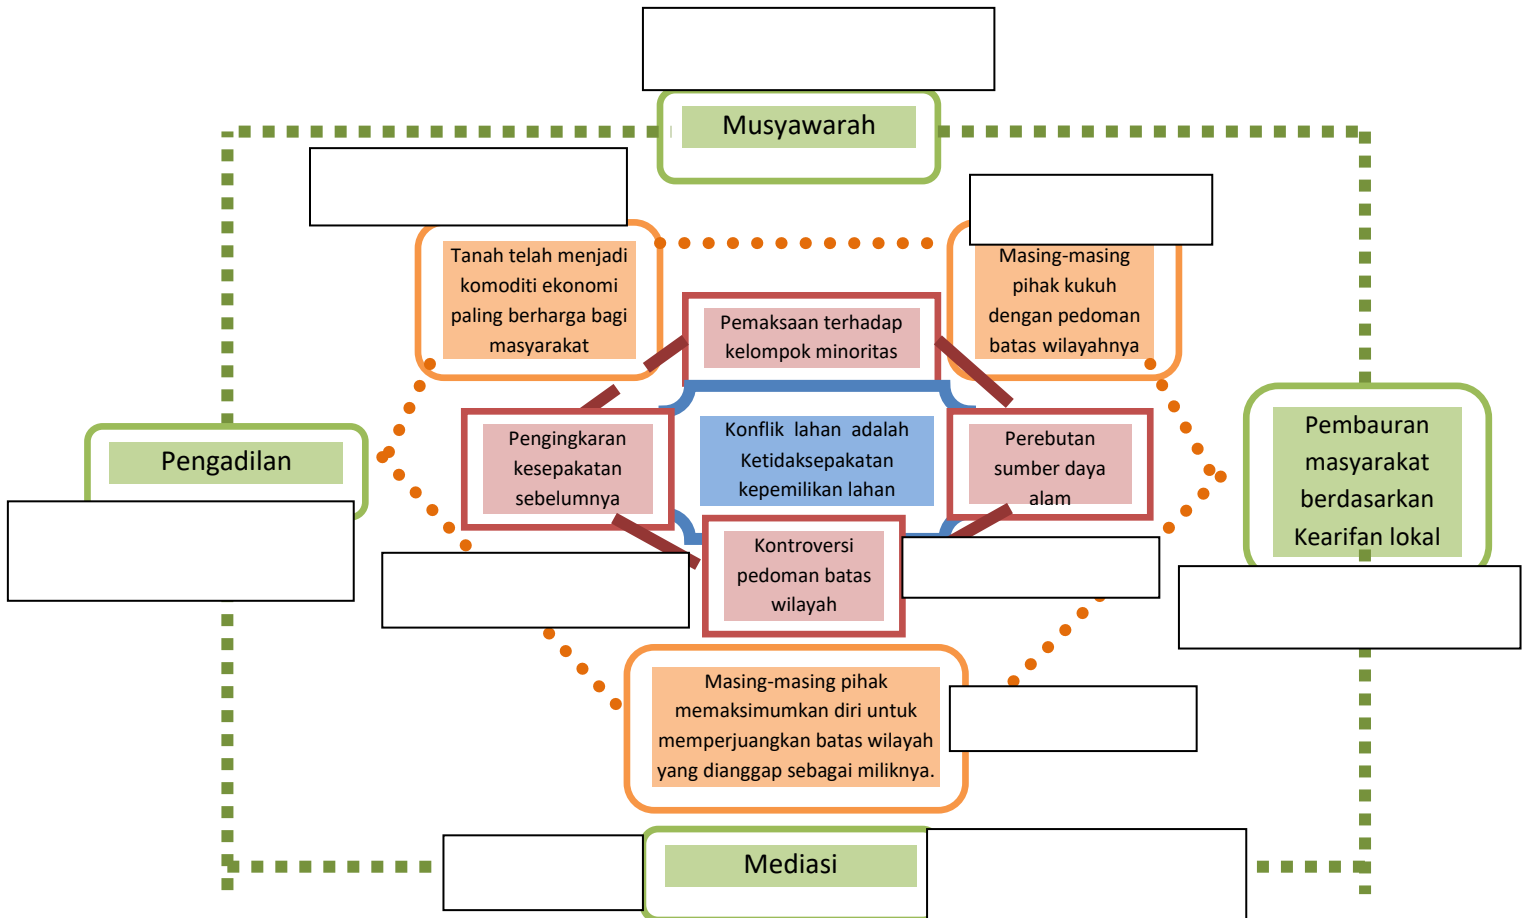 Musyawarah
Tanah telah menjadi
komoditi ekonomi
paling berharga bagi
masyarakat
Masing-masing
pihak kukuh
dengan pedoman
batas wilayahnya
Pemaksaan terhadap
kelompok minoritas
Pengadilan
Pengingkaran
kesepakatan
sebelumnya
Konflik lahan adalah
Ketidaksepakatan
kepemilikan lahan
Perebutan
sumber daya
alam
Pembauran
masyarakat
berdasarkan
Kearifan lokal
Kontroversi
pedoman batas
wilayah
Masing-masing pihak
memaksimumkan diri untuk
memperjuangkan batas wilayah
yang dianggap sebagai miliknya.
Mediasi